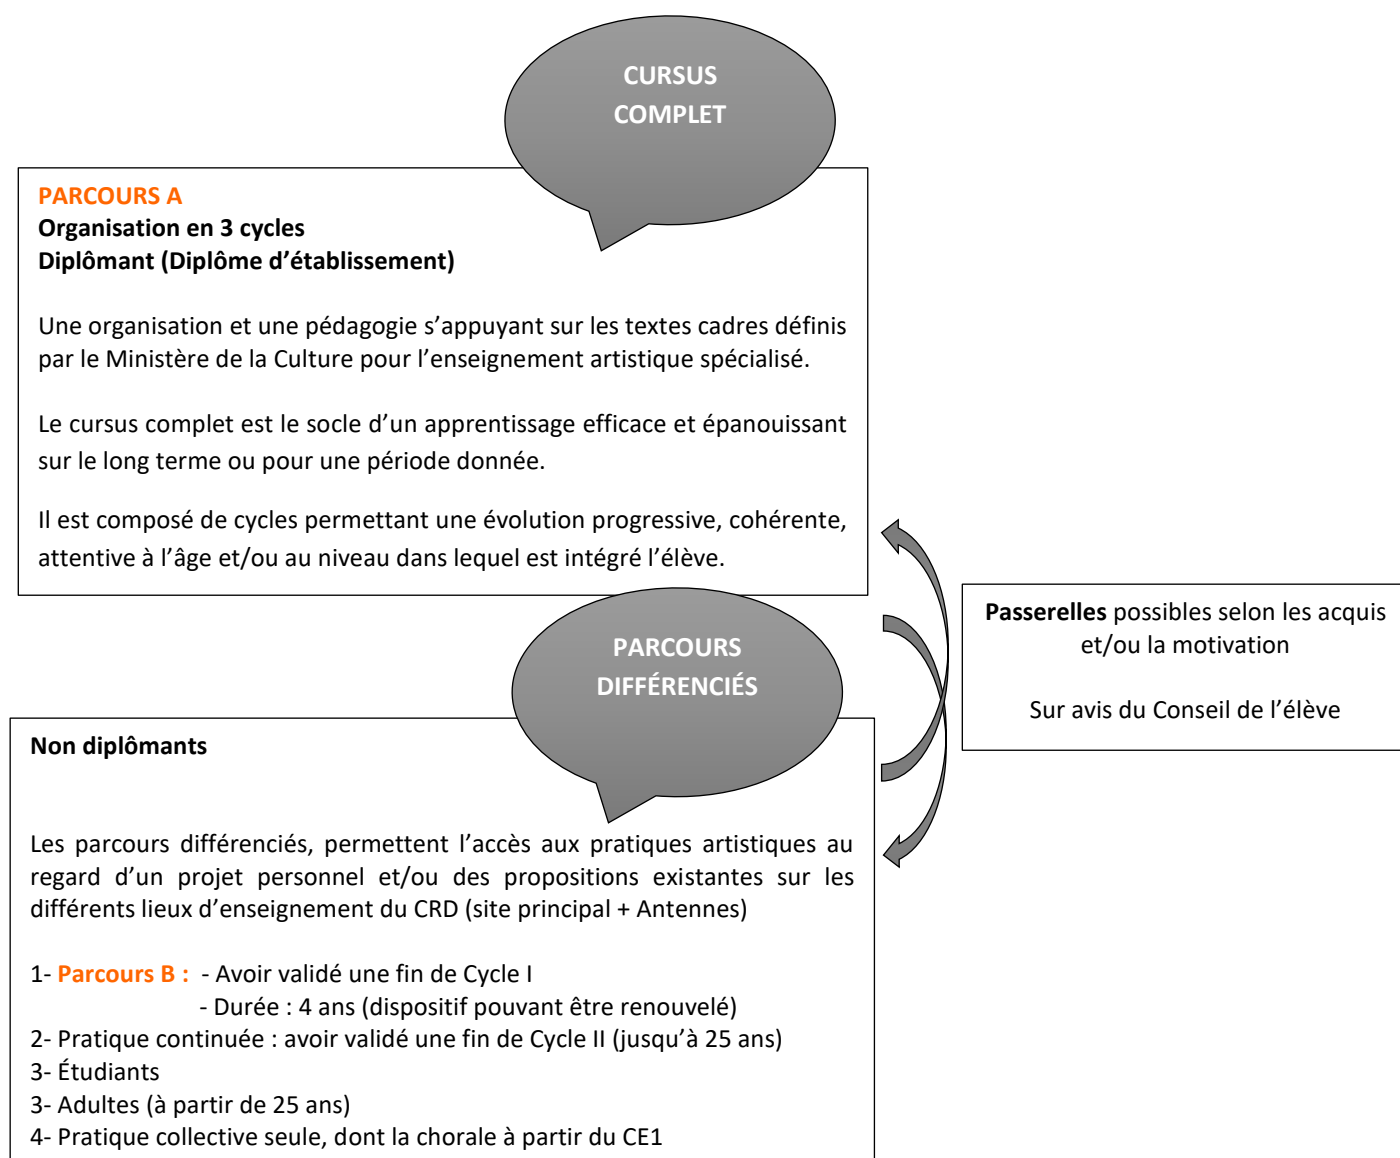 CURSUS
COMPLET
PARCOURS A
Organisation en 3 cycles
Diplômant (Diplôme d’établissement)
Une organisation et une pédagogie s’appuyant sur les textes cadres définis
par le Ministère de la Culture pour l’enseignement artistique spécialisé.
Le cursus complet est le socle d’un apprentissage efficace et épanouissant
sur le long terme ou pour une période donnée.
Il est composé de cycles permettant une évolution progressive, cohérente,
attentive à l’âge et/ou au niveau dans lequel est intégré l’élève.
Passerelles possibles selon les acquis
et/ou la motivation
Sur avis du Conseil de l’élève
PARCOURS
DIFFÉRENCIÉS
Non diplômants
Les parcours différenciés, permettent l’accès aux pratiques artistiques au
regard d’un projet personnel et/ou des propositions existantes sur les
différents lieux d’enseignement du CRD (site principal + Antennes)
1- Parcours B : - Avoir validé une fin de Cycle I
- Durée : 4 ans (dispositif pouvant être renouvelé)
2- Pratique continuée : avoir validé une fin de Cycle II (jusqu’à 25 ans)
3- Étudiants
3- Adultes (à partir de 25 ans)
4- Pratique collective seule, dont la chorale à partir du CE1